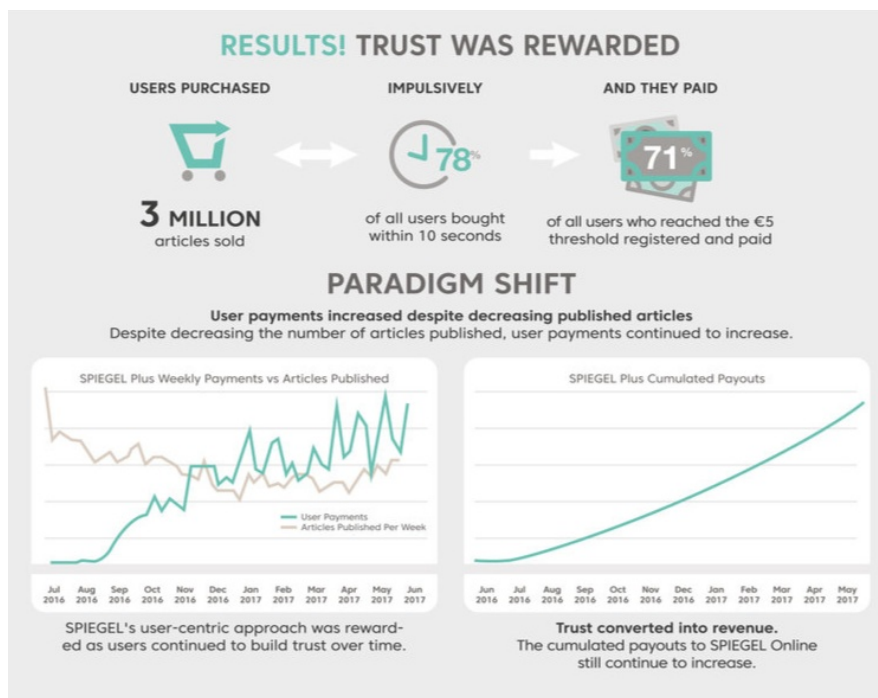 RESULTS! TRUST WAS REWARDED
USERS PURCHASED
IMPULSIVELY
AND THEY PAID
78%
71%
3 MILLION
articles sold
of all users bought
within 10 seconds
of all users who reached the €5
threshold registered and paid
PARADIGM SHIFT
User payments increased despite decreasing published articles
Despite decreasing the number of articles published, user payments continued to increase.
SPIEGEL Plus Weekly Payments vs Articles Published
User Payments
Articles Published Per Week
Jul Aug Sep Oct Nov Dec Jan Feb Mar Apr May Jun
2016 2016 2016 2016 2016 2016 2017 2017 2017 2017 2017 2017
SPIEGEL's user-centric approach was reward-
ed as users continued to build trust over time.
SPIEGEL Plus Cumulated Payouts
Jun Jul Aug Sep Oct Nov Dec Jan Feb Mar Apr May
2016 2016 2016 2016 2016 2016 2016 2017 2017 2017 2017 2017
Trust converted into revenue.
The cumulated payouts to SPIEGEL Online
still continue to increase.